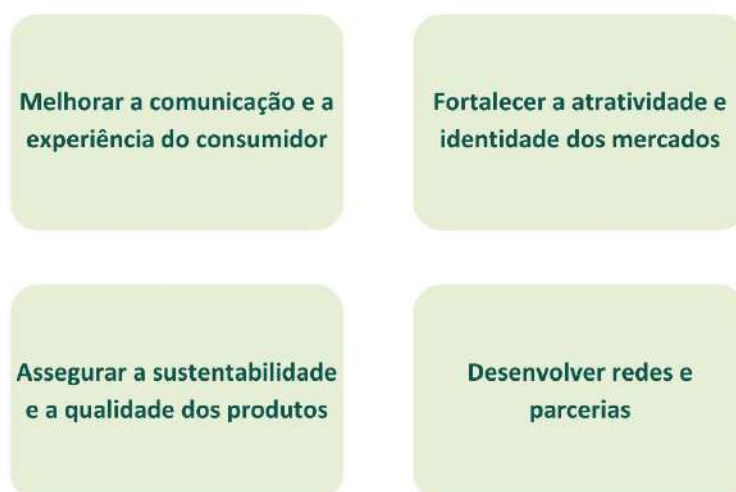 Melhorar a comunicação e a
experiência do consumidor
Fortalecer a atratividade e
identidade dos mercados
Assegurar a sustentabilidade
e a qualidade dos produtos
Desenvolver redes e
parcerias